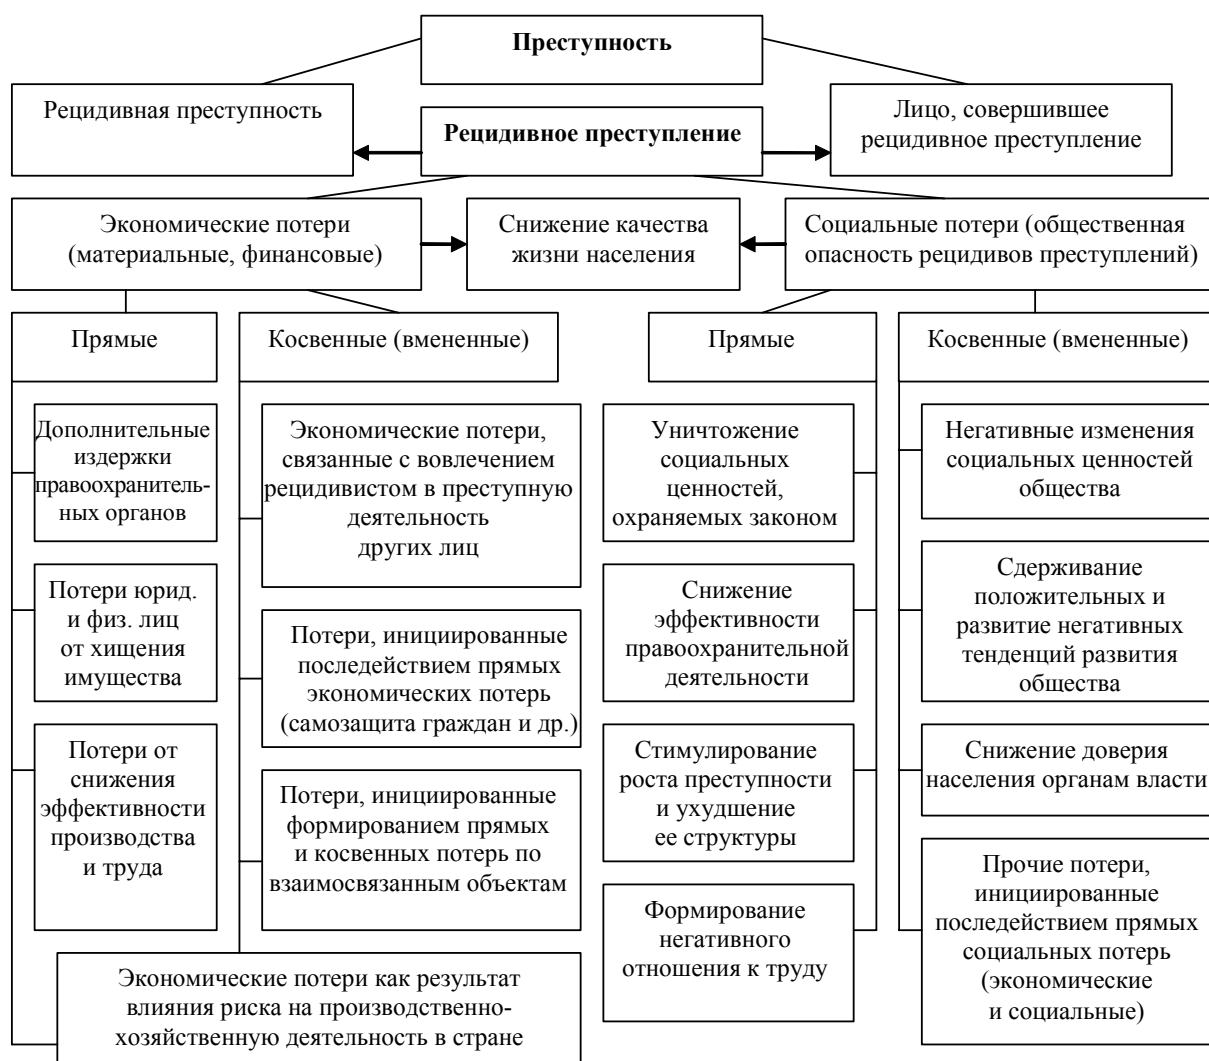 Преступность
Рецидивная преступность
Рецидивное преступление
Лицо, совершившее
рецидивное преступление
Экономические потери
(материальные, финансовые)
Снижение качества
жизни населения
Социальные потери (общественная
опасность рецидивов преступлений)
Прямые
Косвенные (вмененные)
Прямые
Косвенные (вмененные)
Дополнительные
издержки
правоохранитель-
ных органов
Потери юрид.
и физ. лиц
от хищения
имущества
Потери от
снижения
эффективности
производства
и труда
Экономические потери,
связанные с вовлечением
рецидивистом в преступную
деятельность
других лиц
Потери, инициированные
последействием прямых
экономических потерь
(самозащита граждан и др.)
Потери, инициированные
формированием прямых
и косвенных потерь по
взаимосвязанным объектам
Экономические потери как результат
влияния риска на производственно-
хозяйственную деятельность в стране
Уничтожение
социальных
ценностей,
охраняемых законом
Снижение
эффективности
правоохранительной
деятельности
Стимулирование
роста преступности
и ухудшение
ее структуры
Формирование
негативного
отношения к труду
Негативные изменения
социальных ценностей
общества
Сдерживание
положительных и
развитие негативных
тенденций развития
общества
Снижение доверия
населения органам власти
Прочие потери,
инициированные
последействием прямых
социальных потерь
(экономические
и социальные)